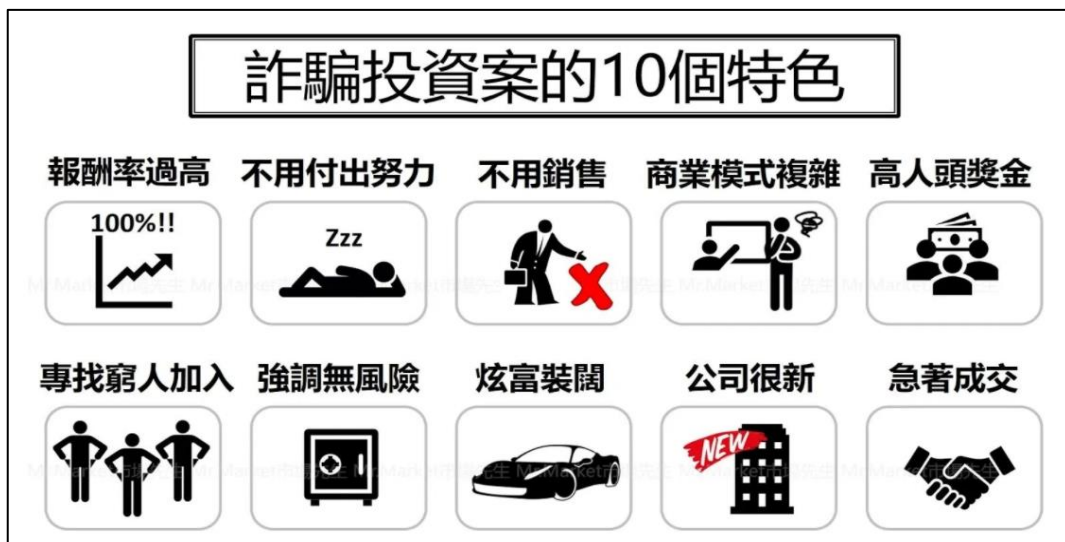 詐騙投資案的10個特色
報酬率過高 不用付出努力 不用銷售 商業模式複雜 高人頭獎金
100%!!
Zzz
專找窮人加入 強調無風險 炫富裝闊 公司很新 急著成交
NEW